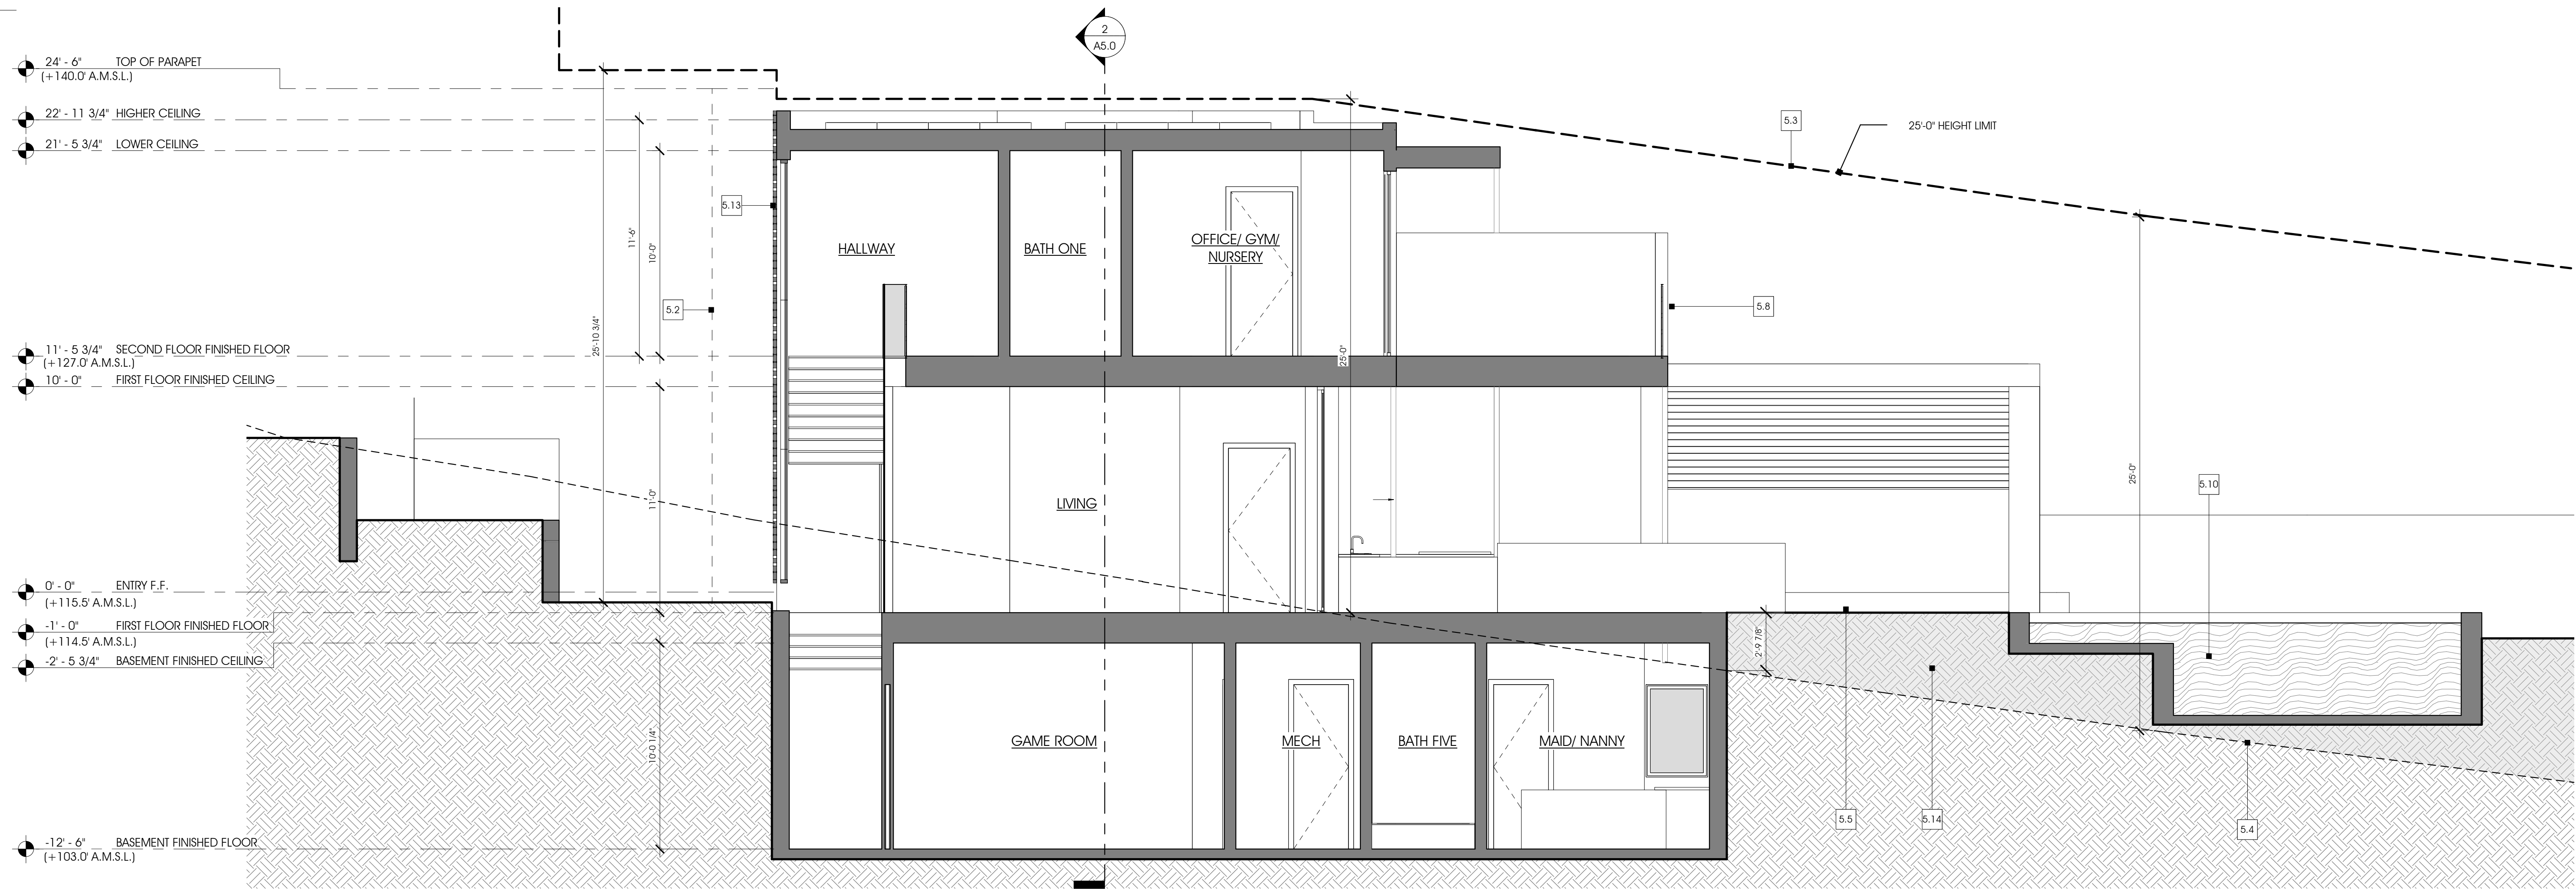 2
A5.0
24' - 6" TOP OF PARAPET
(+140.0' A.M.S.L.)
22' - 11 3/4" HIGHER CEILING
21' - 5 3/4" LOWER CEILING
5.3
25'-0" HEIGHT LIMIT
5.13
11'-6"
10'-0"
HALLWAY
BATH ONE
OFFICE/ GYM/
NURSERY
5.2
5.8
25'-10 3/4"
11' - 5 3/4" SECOND FLOOR FINISHED FLOOR
(+127.0' A.M.S.L.)
25'-0"
10' - 0" FIRST FLOOR FINISHED CEILING
11'-0"
LIVING
25'-0"
5.10
0' - 0" ENTRY F.F.
(+115.5' A.M.S.L.)
-1' - 0" FIRST FLOOR FINISHED FLOOR
(+114.5' A.M.S.L.)
2'-9 7/8"
-2' - 5 3/4" BASEMENT FINISHED CEILING
10'-0 1/4"
GAME ROOM
MECH
BATH FIVE
MAID/ NANNY
5.5
5.14
5.4
-12' - 6" BASEMENT FINISHED FLOOR
(+103.0' A.M.S.L.)